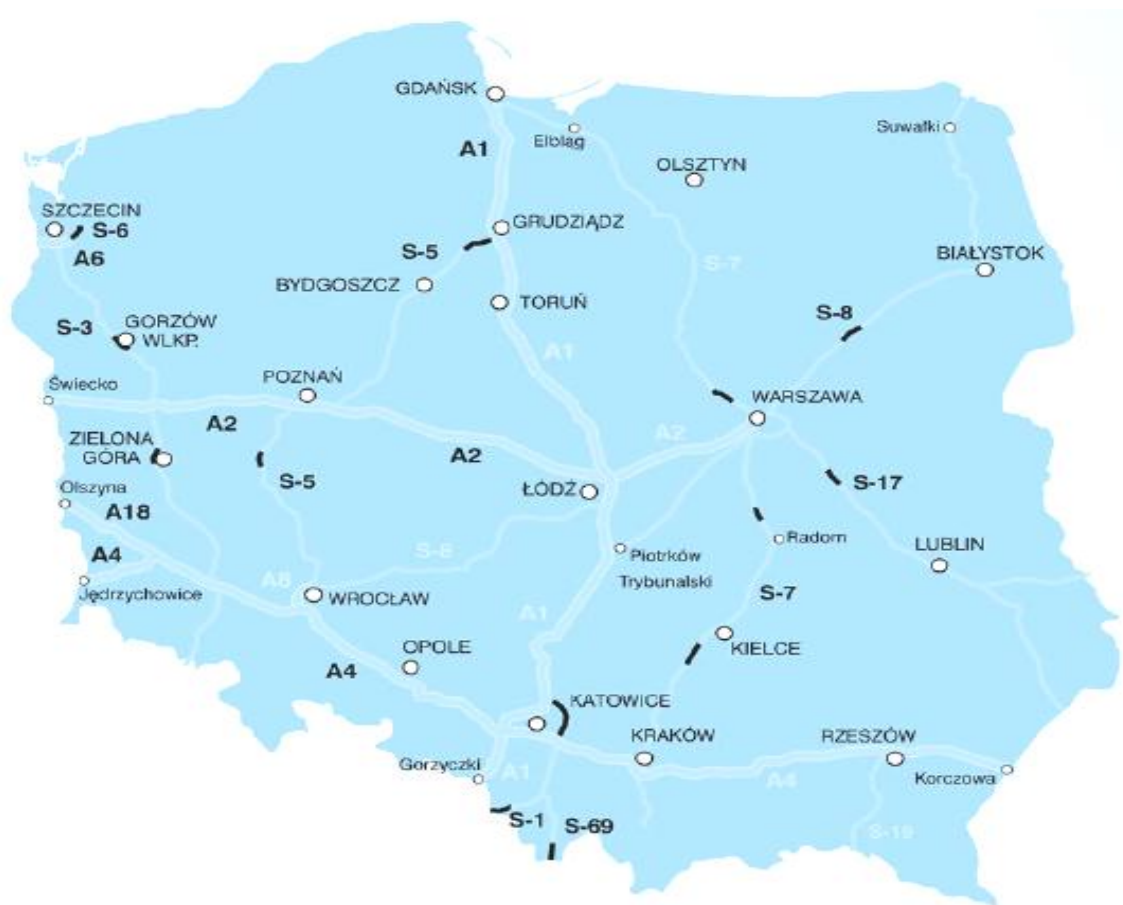 GDAŃSK
Elbląg
Suwałki
A1
OLSZTYN
SZCZECIN
S-6
A6
GRUDZIĄDZ
S-5
S-7
BIAŁYSTOK
BYDGOSZCZ
TORUŃ
S-8
S-3
GORZÓW
WLKP.
A1
POZNAŃ
Świecko
WARSZAWA
A2
ZIELONA
GÓRA
A2
A2
S-5
ŁÓDŹ
S-17
Olszyna
A18
A4
Jędrzychowice
S-8
Piotrków
Trybunalski
Radom
LUBLIN
A8
WROCŁAW
A1
S-7
OPOLE
A4
KIELCE
KATOWICE
KRAKÓW
RZESZÓW
Gorzyczki
A1
A4
Korczowa
S-1
S-69
S-19